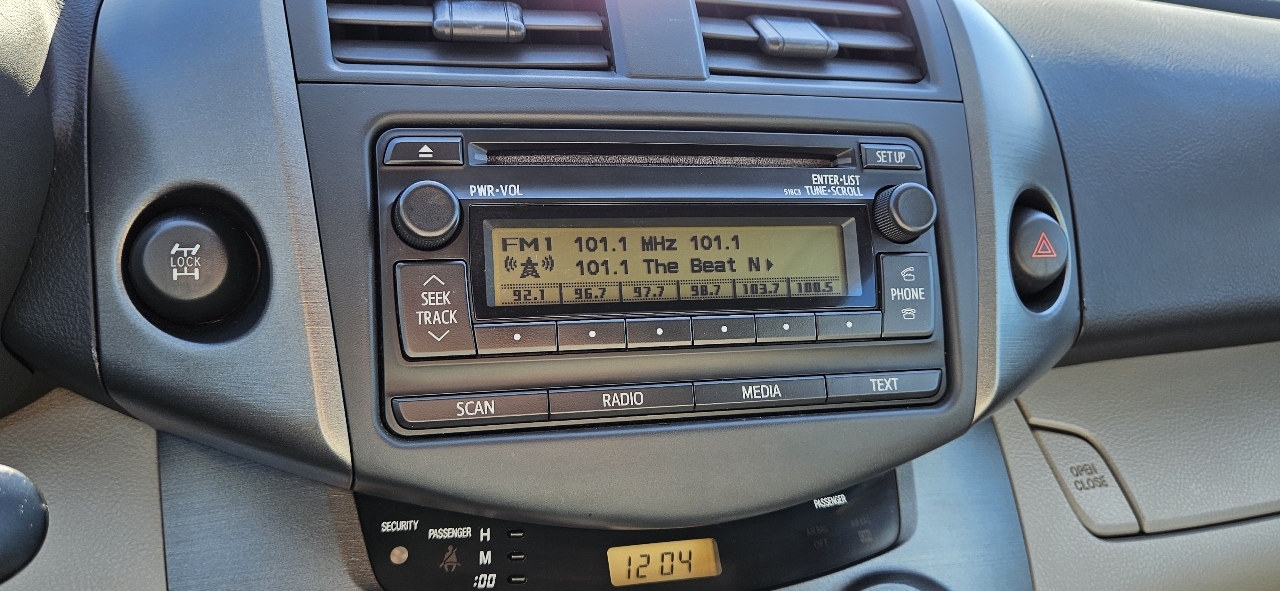 SET UP
PWR•VOL
ENTER•LIST
518C3 TUNE•SCROLL
FM1 101.1 MHz 101.1
101.1 The Beat N
92.1 96.7 97.7 98.7 103.7 100.5
LOCK
SEEK
TRACK
PHONE
SCAN
RADIO
MEDIA
TEXT
OPEN
CLOSE
SECURITY
PASSENGER
H
M
:00
12 04
PASSENGER